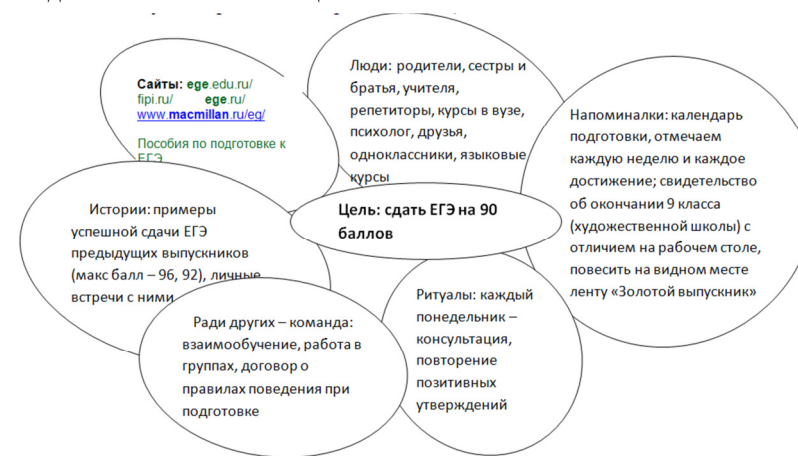 Сайты: ege.edu.ru/
fipi.ru/ ege.ru/
www.macmillan.ru/eg/
Пособия по подготовке к
ЕГЭ
Люди: родители, сестры и
братья, учителя,
репетиторы, курсы в вузе,
психолог, друзья,
одноклассники, языковые
курсы
Напоминалки: календарь
подготовки, отмечаем
каждую неделю и каждое
достижение; свидетельство
об окончании 9 класса
(художественной школы) с
отличием на рабочем столе,
повесить на видном месте
ленту «Золотой выпускник»
Цель: сдать ЕГЭ на 90
баллов
Истории: примеры
успешной сдачи ЕГЭ
предыдущих выпускников
(макс балл – 96, 92), личные
встречи с ними
Ритуалы: каждый
понедельник –
консультация,
повторение
позитивных
утверждений
Ради других – команда:
взаимообучение, работа в
группах, договор о
правилах поведения при
подготовке